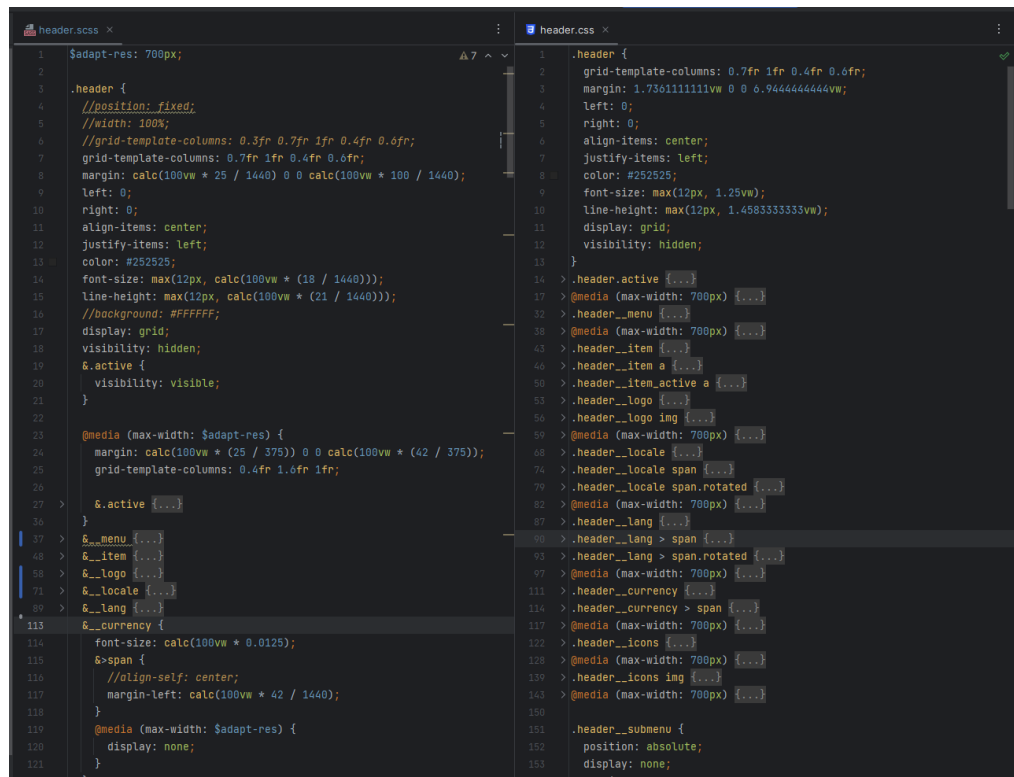 header.scss ×
1 $adapt-res: 700px;
7
2
3 .header {
4 //position: fixed;
5 //width: 100%;
6 //grid-template-columns: 0.3fr 0.7fr 1fr 0.4fr 0.6fr;
7 grid-template-columns: 0.7fr 1fr 0.4fr 0.6fr;
8 margin: calc(100vw * 25 / 1440) 0 0 calc(100vw * 100 / 1440);
9 left: 0;
10 right: 0;
11 align-items: center;
12 justify-items: left;
13 color: #252525;
14 font-size: max(12px, calc(100vw * (18 / 1440)));
15 line-height: max(12px, calc(100vw * (21 / 1440)));
16 //background: #FFFFFF;
17 display: grid;
18 visibility: hidden;
19 &.active {
20 visibility: visible;
21 }
22
23 @media (max-width: $adapt-res) {
24 margin: calc(100vw * (25 / 375)) 0 0 calc(100vw * (42 / 375));
25 grid-template-columns: 0.4fr 1.6fr 1fr;
26
27 > &.active {...}
36 }
37 > &__menu {...}
48 > &__item {...}
58 > &__logo {...}
71 > &__locale {...}
89 > &__lang {...}
113 &__currency {
114 font-size: calc(100vw * 0.0125);
115 &>span {
116 //align-self: center;
117 margin-left: calc(100vw * 42 / 1440);
118 }
119 @media (max-width: $adapt-res) {
120 display: none;
121 }
header.css ×
1 .header {
2 grid-template-columns: 0.7fr 1fr 0.4fr 0.6fr;
3 margin: 1.7361111111vw 0 0 6.9444444444vw;
4 left: 0;
5 right: 0;
6 align-items: center;
7 justify-items: left;
8 color: #252525;
9 font-size: max(12px, 1.25vw);
10 line-height: max(12px, 1.4583333333vw);
11 display: grid;
12 visibility: hidden;
13 }
14 > .header.active {...}
17 > @media (max-width: 700px) {...}
32 > .header__menu {...}
38 > @media (max-width: 700px) {...}
43 > .header__item {...}
46 > .header__item a {...}
50 > .header__item_active a {...}
53 > .header__logo {...}
56 > .header__logo img {...}
59 > @media (max-width: 700px) {...}
68 > .header__locale {...}
74 > .header__locale span {...}
79 > .header__locale span.rotated {...}
82 > @media (max-width: 700px) {...}
87 > .header__lang {...}
90 > .header__lang > span {...}
93 > .header__lang > span.rotated {...}
97 > @media (max-width: 700px) {...}
111 > .header__currency {...}
114 > .header__currency > span {...}
117 > @media (max-width: 700px) {...}
122 > .header__icons {...}
128 > @media (max-width: 700px) {...}
139 > .header__icons img {...}
143 > @media (max-width: 700px) {...}
150
151 .header__submenu {
152 position: absolute;
153 display: none;